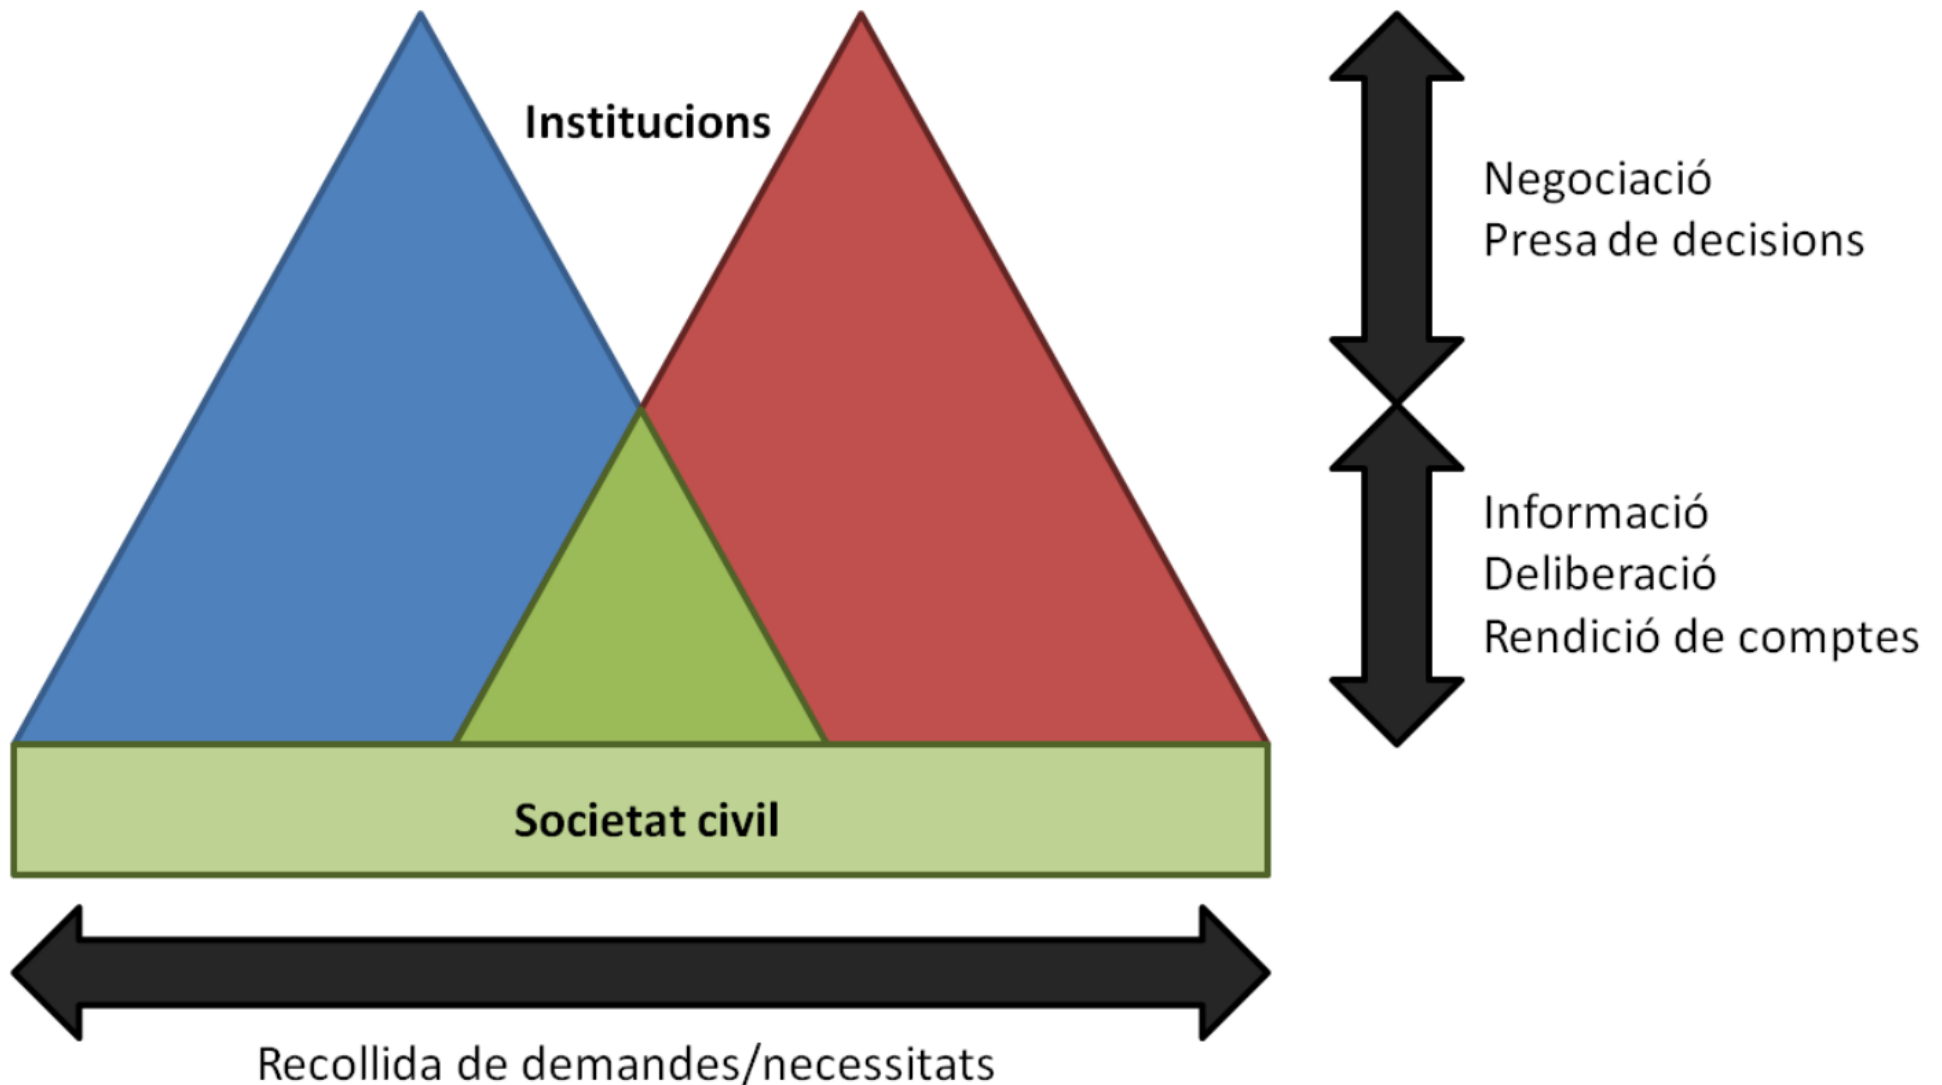 Institucions
Negociació
Presa de decisions
Informació
Deliberació
Rendició de comptes
Societat civil
Recollida de demandes/necessitats